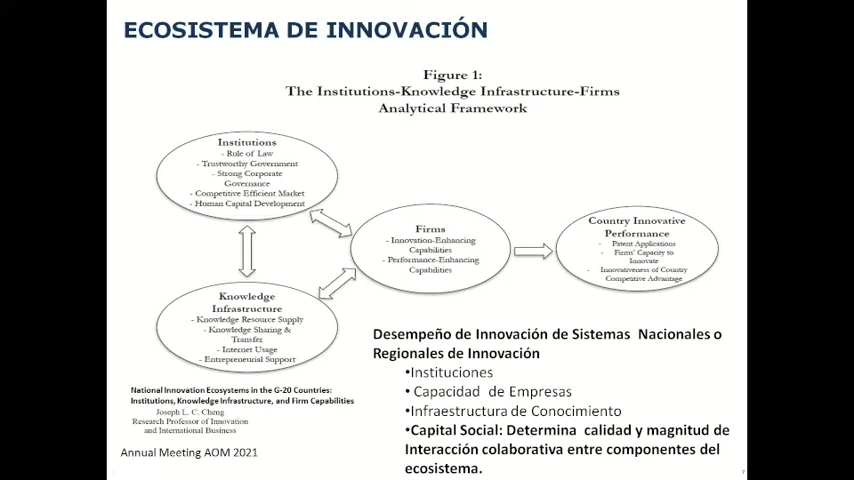 ECOSISTEMA DE INNOVACIÓN
Figure 1:
The Institutions-Knowledge Infrastructure-Firms
Analytical Framework
Institutions
- Rule of Law
- Trustworthy Government
- Strong Corporate
Governance
- Competitive Efficient Market
- Human Capital Development
Firms
- Innovation-Enhancing
Capabilities
- Performance-Enhancing
Capabilities
Country Innovative
Performance
- Patent Applications
- Firms' Capacity to
Innovate
- Innovativeness of Country
Competitive Advantage
Knowledge
Infrastructure
- Knowledge Resource Supply
- Knowledge Sharing &
Transfer
- Internet Usage
- Entrepreneurial Support
Desempeño de Innovación de Sistemas Nacionales o
Regionales de Innovación
•Instituciones
• Capacidad de Empresas
•Infraestructura de Conocimiento
•Capital Social: Determina calidad y magnitud de
Interacción colaborativa entre componentes del
ecosistema.
National Innovation Ecosystems in the G-20 Countries:
Institutions, Knowledge Infrastructure, and Firm Capabilities
Joseph L. C. Cheng
Research Professor of Innovation
and International Business
Annual Meeting AOM 2021
7